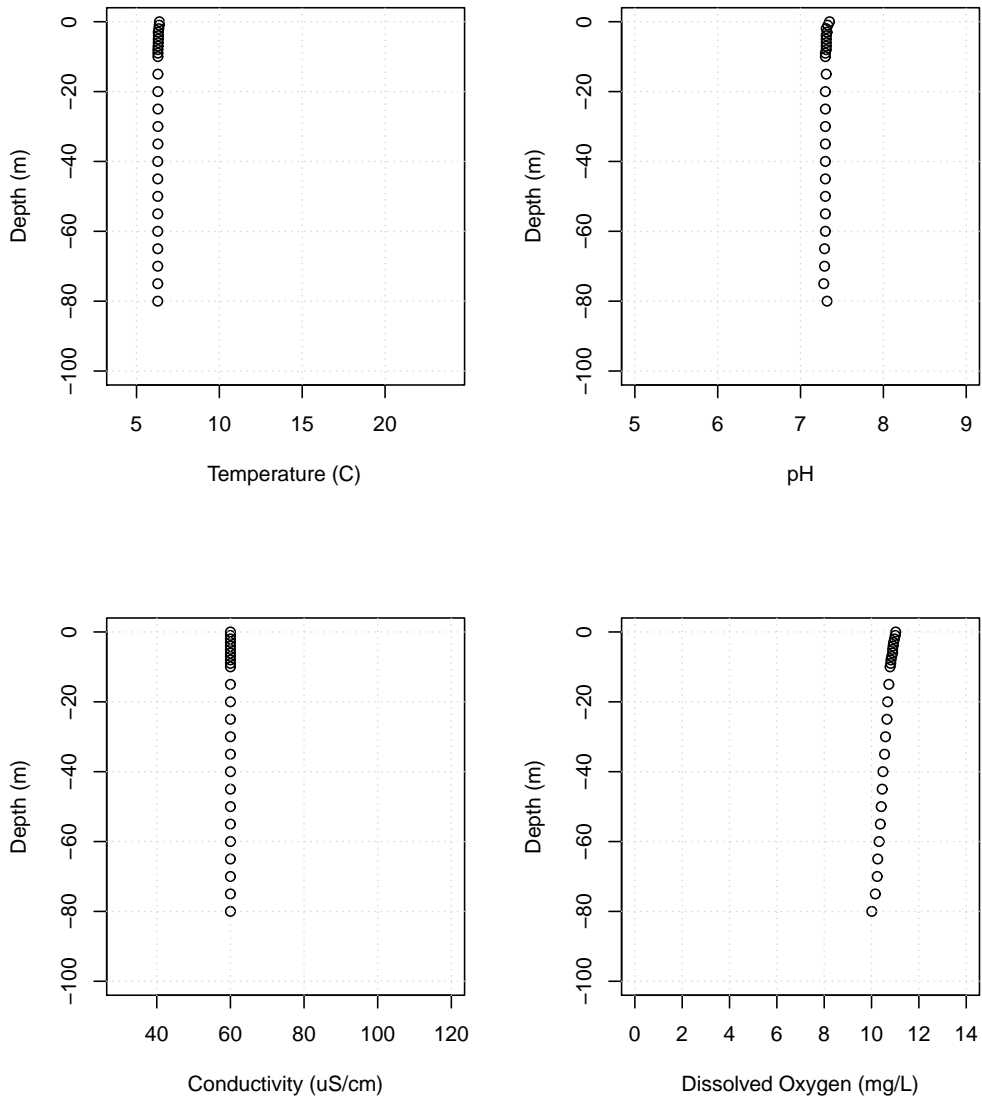 0
−20
−40
−60
−80
−100
Depth (m)
5 10 15 20
Temperature (C)
0
−20
−40
−60
−80
−100
Depth (m)
5 6 7 8 9
pH
0
−20
−40
−60
−80
−100
Depth (m)
40 60 80 100 120
Conductivity (uS/cm)
0
−20
−40
−60
−80
−100
Depth (m)
0 2 4 6 8 10 12 14
Dissolved Oxygen (mg/L)